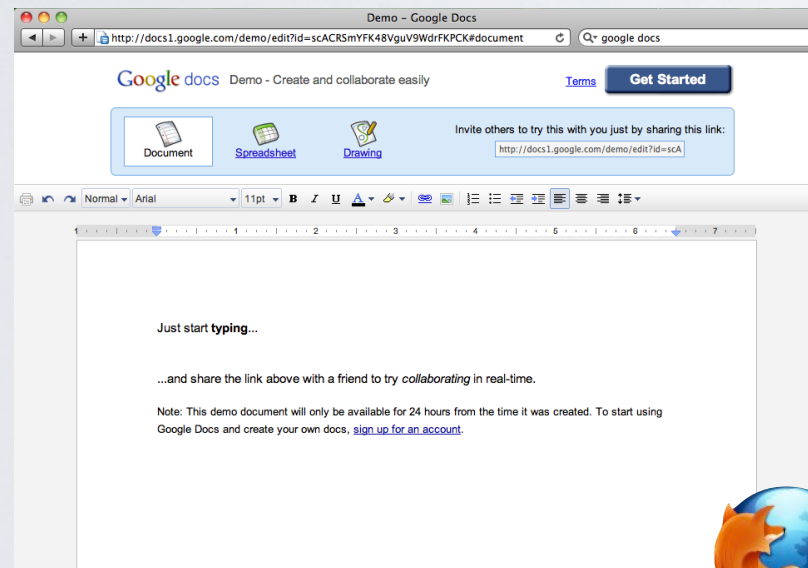 Demo – Google Docs
http://docs1.google.com/demo/edit?id=scACRSmYFK48VguV9WdrFKPCK#document
google docs
Google docs Demo - Create and collaborate easily
Terms
Get Started
Invite others to try this with you just by sharing this link:
http://docs1.google.com/demo/edit?id=scA
Document
Spreadsheet
Drawing
Normal Arial 11pt B I U A
1 1 2 3 4 5 6 7
Just start typing...
...and share the link above with a friend to try collaborating in real-time.
Note: This demo document will only be available for 24 hours from the time it was created. To start using
Google Docs and create your own docs, sign up for an account.